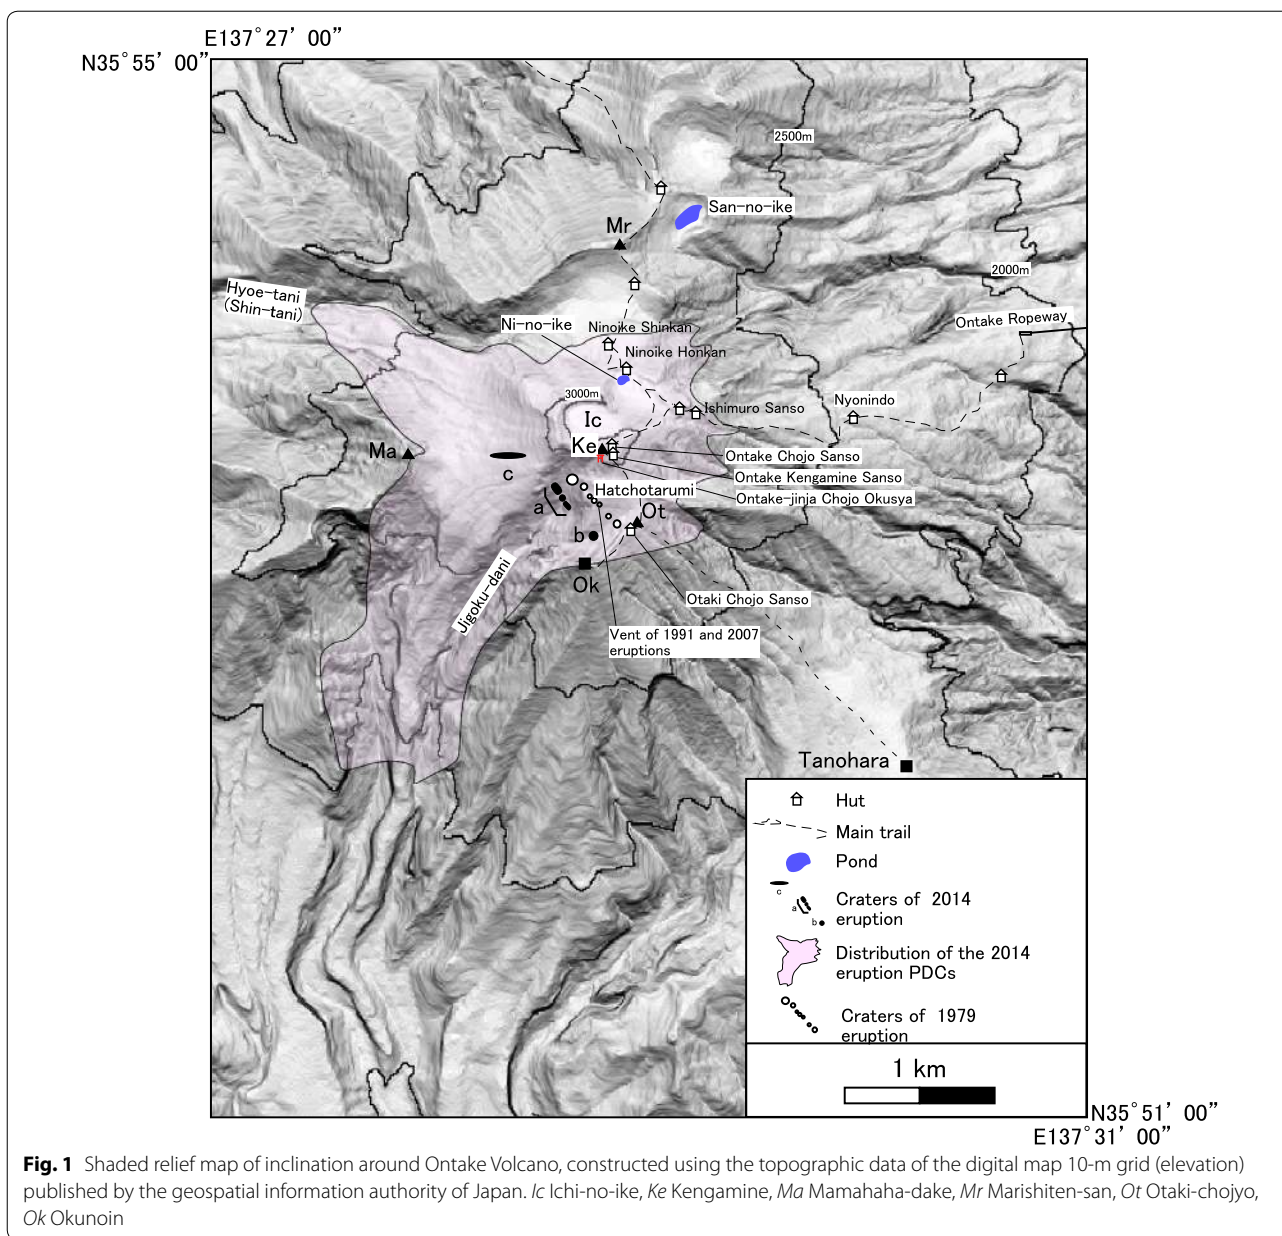 E137°27’ 00”
N35°55’ 00”
2500m
San-no-ike
Mr
2000m
Hyoe-tani
(Shin-tani)
Ontake Ropeway
Ni-no-ike
Ninoike Shinkan
Ninoike Honkan
3000m
Ishimuro Sanso
Nyonindo
Ic
Ke
Ma
Ontake Chojo Sanso
c
Ontake Kengamine Sanso
Hatchotarumi
Ontake-jinja Chojo Okusya
a
Ot
b
Jigoku-dani
Ok
Otaki Chojo Sanso
Vent of 1991 and 2007
eruptions
Tanohara
Hut
Main trail
Pond
c
a
b
Craters of 2014
eruption
Distribution of the 2014
eruption PDCs
Craters of 1979
eruption
1 km
N35°51’ 00”
E137°31’ 00”
Fig. 1 Shaded relief map of inclination around Ontake Volcano, constructed using the topographic data of the digital map 10-m grid (elevation)
published by the geospatial information authority of Japan. Ic Ichi-no-ike, Ke Kengamine, Ma Mamahaha-dake, Mr Marishiten-san, Ot Otaki-chojyo,
Ok Okunoin